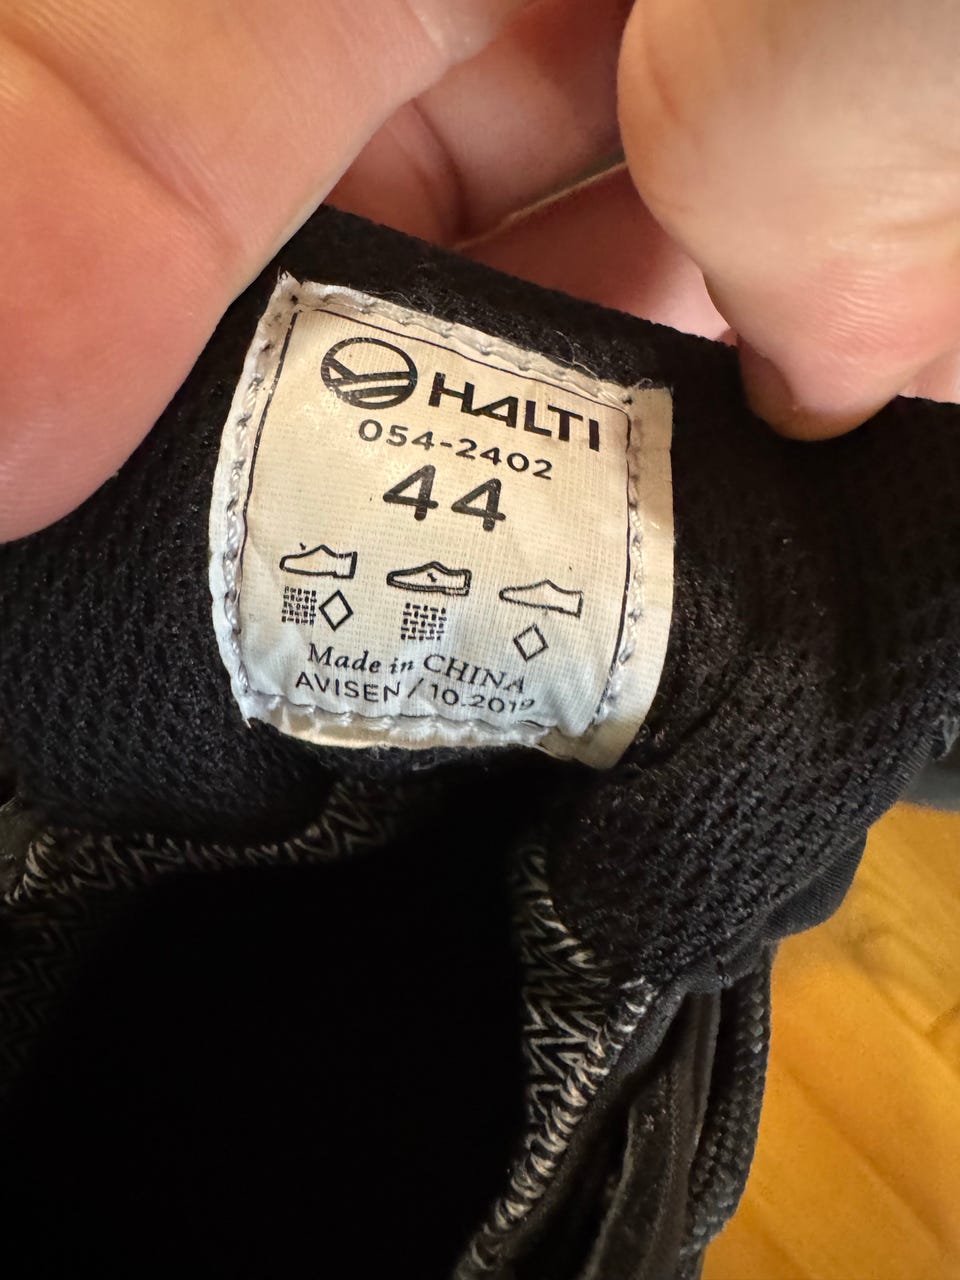 HALTI
054-2402
44
Made in CHINA
AVISEN / 10.2019